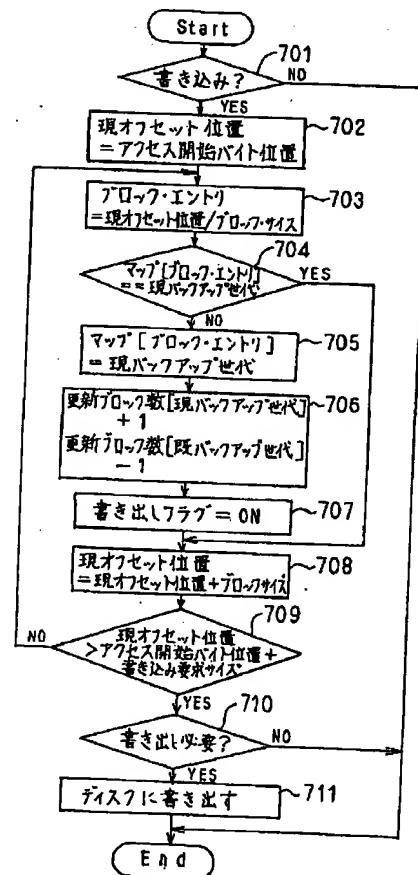 Start
701
書き込み?
NO
YES
現オフセット位置
=アクセス開始バイト位置
702
ブロック・エントリ
=現オフセット位置/ブロック・サイズ
703
704
マップ[ブロック・エントリ]
==現バックアップ世代
YES
NO
マップ[ブロック・エントリ]
=現バックアップ世代
705
更新ブロック数[現バックアップ世代]
+1
更新ブロック数[既バックアップ世代]
-1
706
書き出しフラグ=ON
707
現オフセット位置
=現オフセット位置+ブロックサイズ
708
709
NO
現オフセット位置
>アクセス開始バイト位置+
書き込み要求サイズ
YES
710
書き出し必要?
NO
YES
ディスクに書き出す
711
End